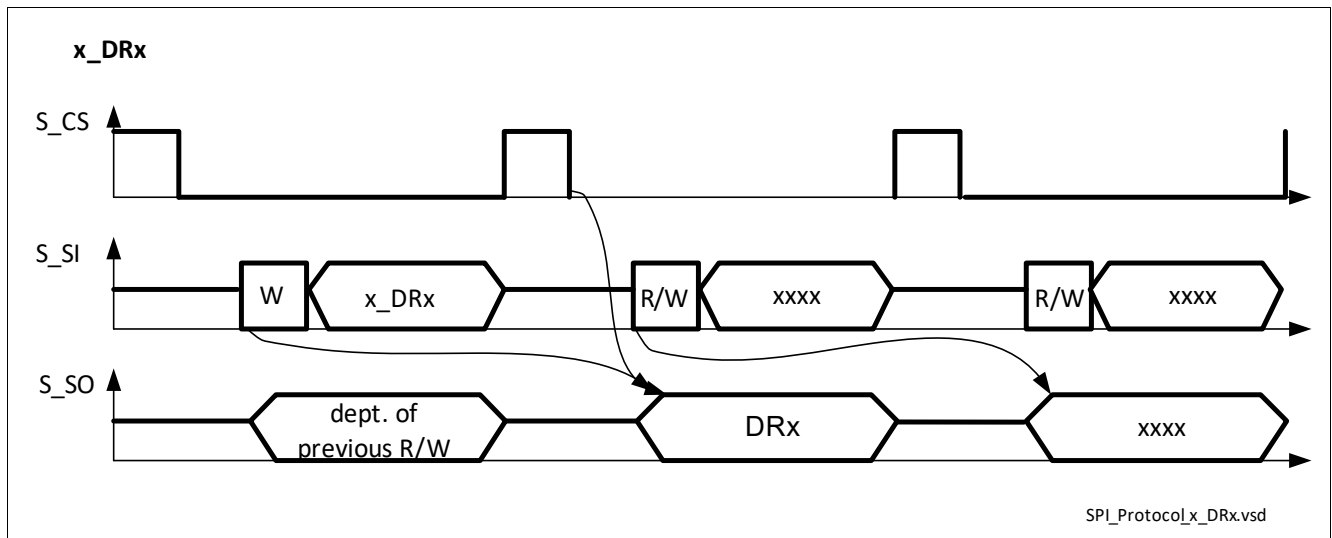 x_DRx
S_CS
S_SI
W
x_DRx
R/W
xxxx
R/W
xxxx
S_SO
dept. of
previous R/W
DRx
xxxx
SPI_Protocol_x_DRx.vsd